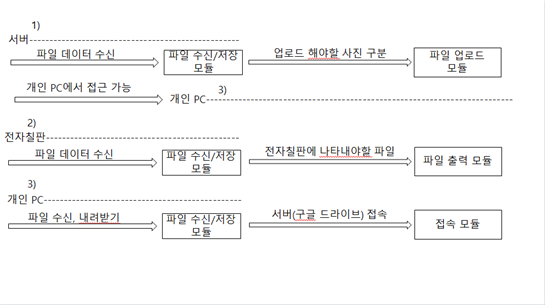 1)
서버
파일 데이터 수신
파일 수신/저장
모듈
업로드 해야할 사진 구분
파일 업로드
모듈
개인 PC에서 접근 가능
개인 PC
3)
2)
전자칠판
파일 데이터 수신
파일 수신/저장
모듈
전자칠판에 나타내야할 파일
파일 출력 모듈
3)
개인 PC
파일 수신, 내려받기
파일 수신/저장
모듈
서버(구글 드라이브) 접속
접속 모듈